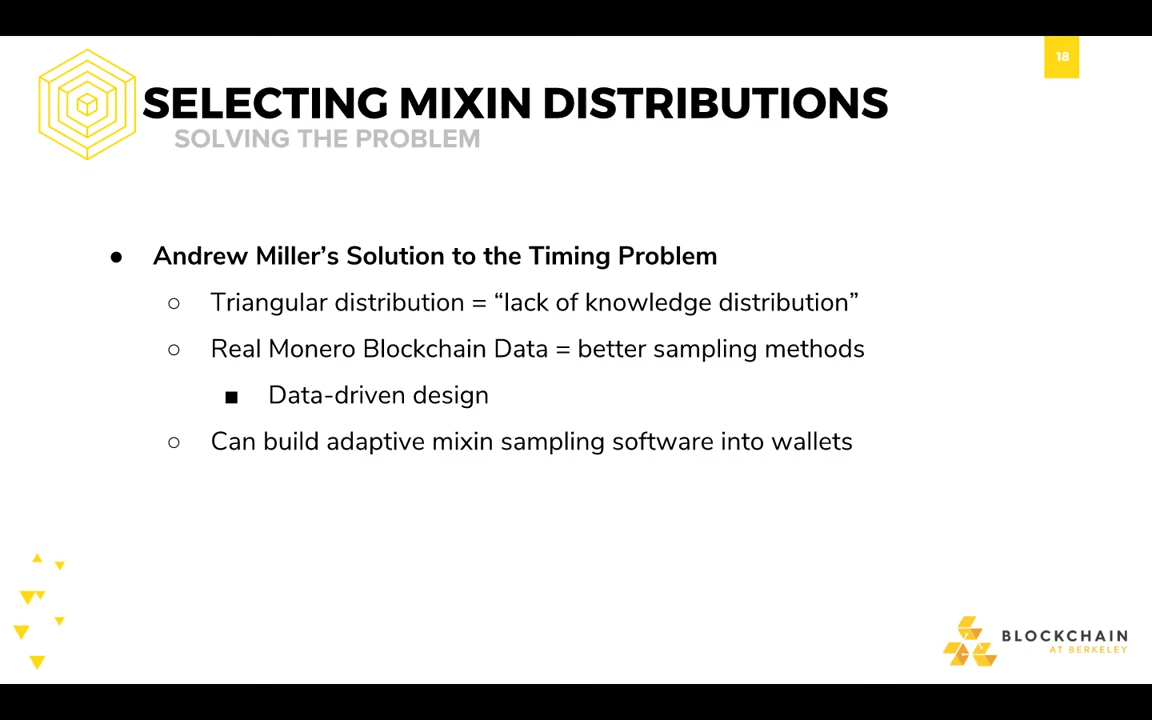 18
SELECTING MIXIN DISTRIBUTIONS
SOLVING THE PROBLEM
● Andrew Miller’s Solution to the Timing Problem
○ Triangular distribution = “lack of knowledge distribution”
○ Real Monero Blockchain Data = better sampling methods
■ Data-driven design
○ Can build adaptive mixin sampling software into wallets
BLOCKCHAIN
AT BERKELEY